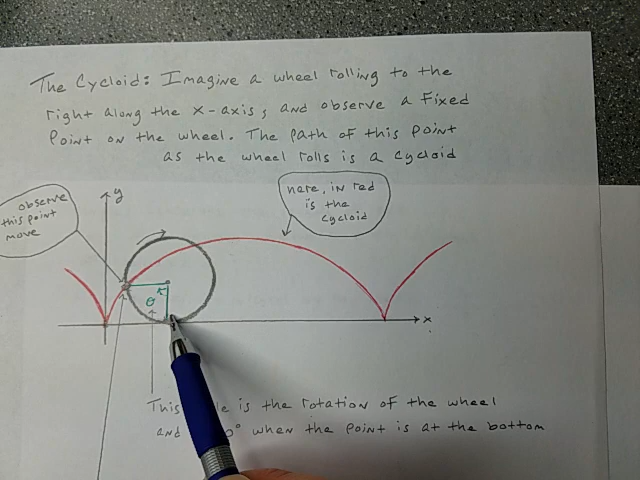 The Cycloid: Imagine a wheel rolling to the
right along the x-axis, and observe a fixed
point on the wheel. The path of this point
as the wheel rolls is a cycloid
observe
this point
move
y
here, in red
is the
cycloid
θ
x
This is the rotation of the wheel
and 0° when the point is at the bottom